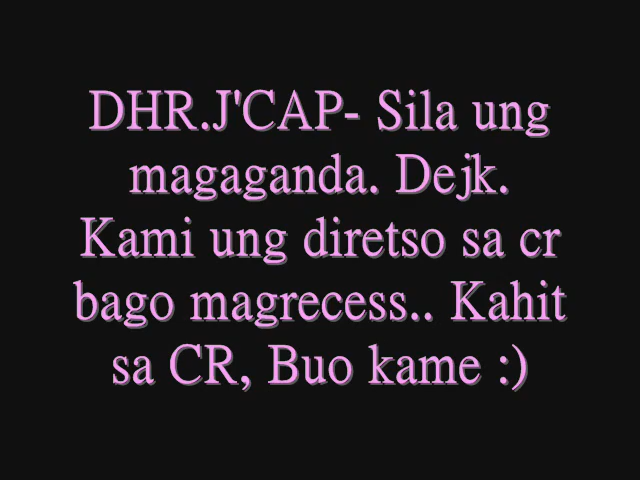 DHR.J'CAP- Sila ung
magaganda. Dejk.
Kami ung diretso sa cr
bago magrecess.. Kahit
sa CR, Buo kame :)